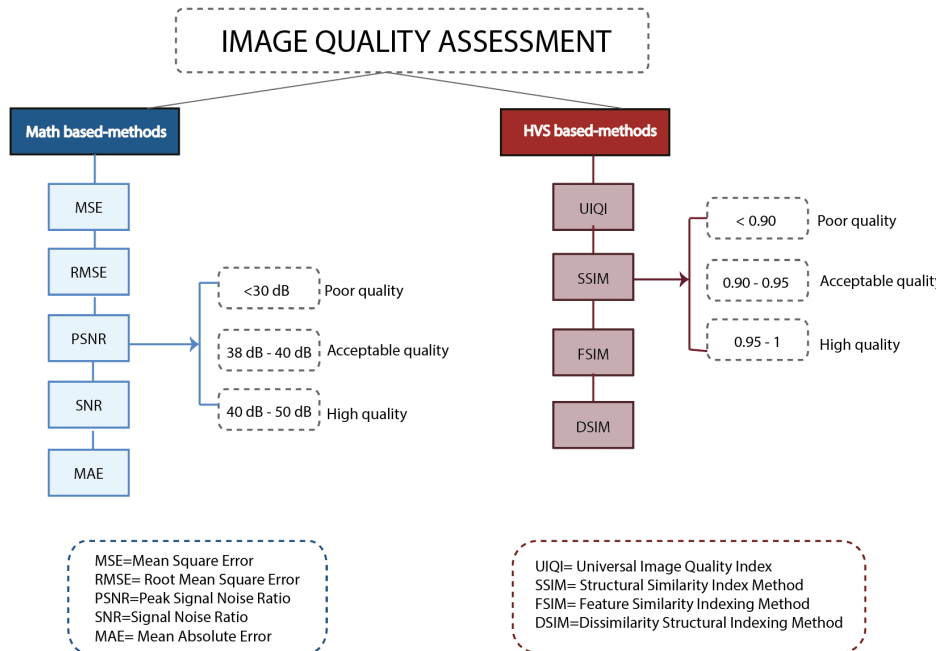 IMAGE QUALITY ASSESSMENT
Math based-methods
MSE
RMSE
PSNR
SNR
MAE
<30 dB
Poor quality
38 dB - 40 dB
Acceptable quality
40 dB - 50 dB
High quality
HVS based-methods
UIQI
SSIM
FSIM
DSIM
< 0.90
Poor quality
0.90 - 0.95
Acceptable quality
0.95 - 1
High quality
MSE=Mean Square Error
RMSE= Root Mean Square Error
PSNR=Peak Signal Noise Ratio
SNR=Signal Noise Ratio
MAE= Mean Absolute Error
UIQI= Universal Image Quality Index
SSIM= Structural Similarity Index Method
FSIM= Feature Similarity Indexing Method
DSIM=Dissimilarity Structural Indexing Method